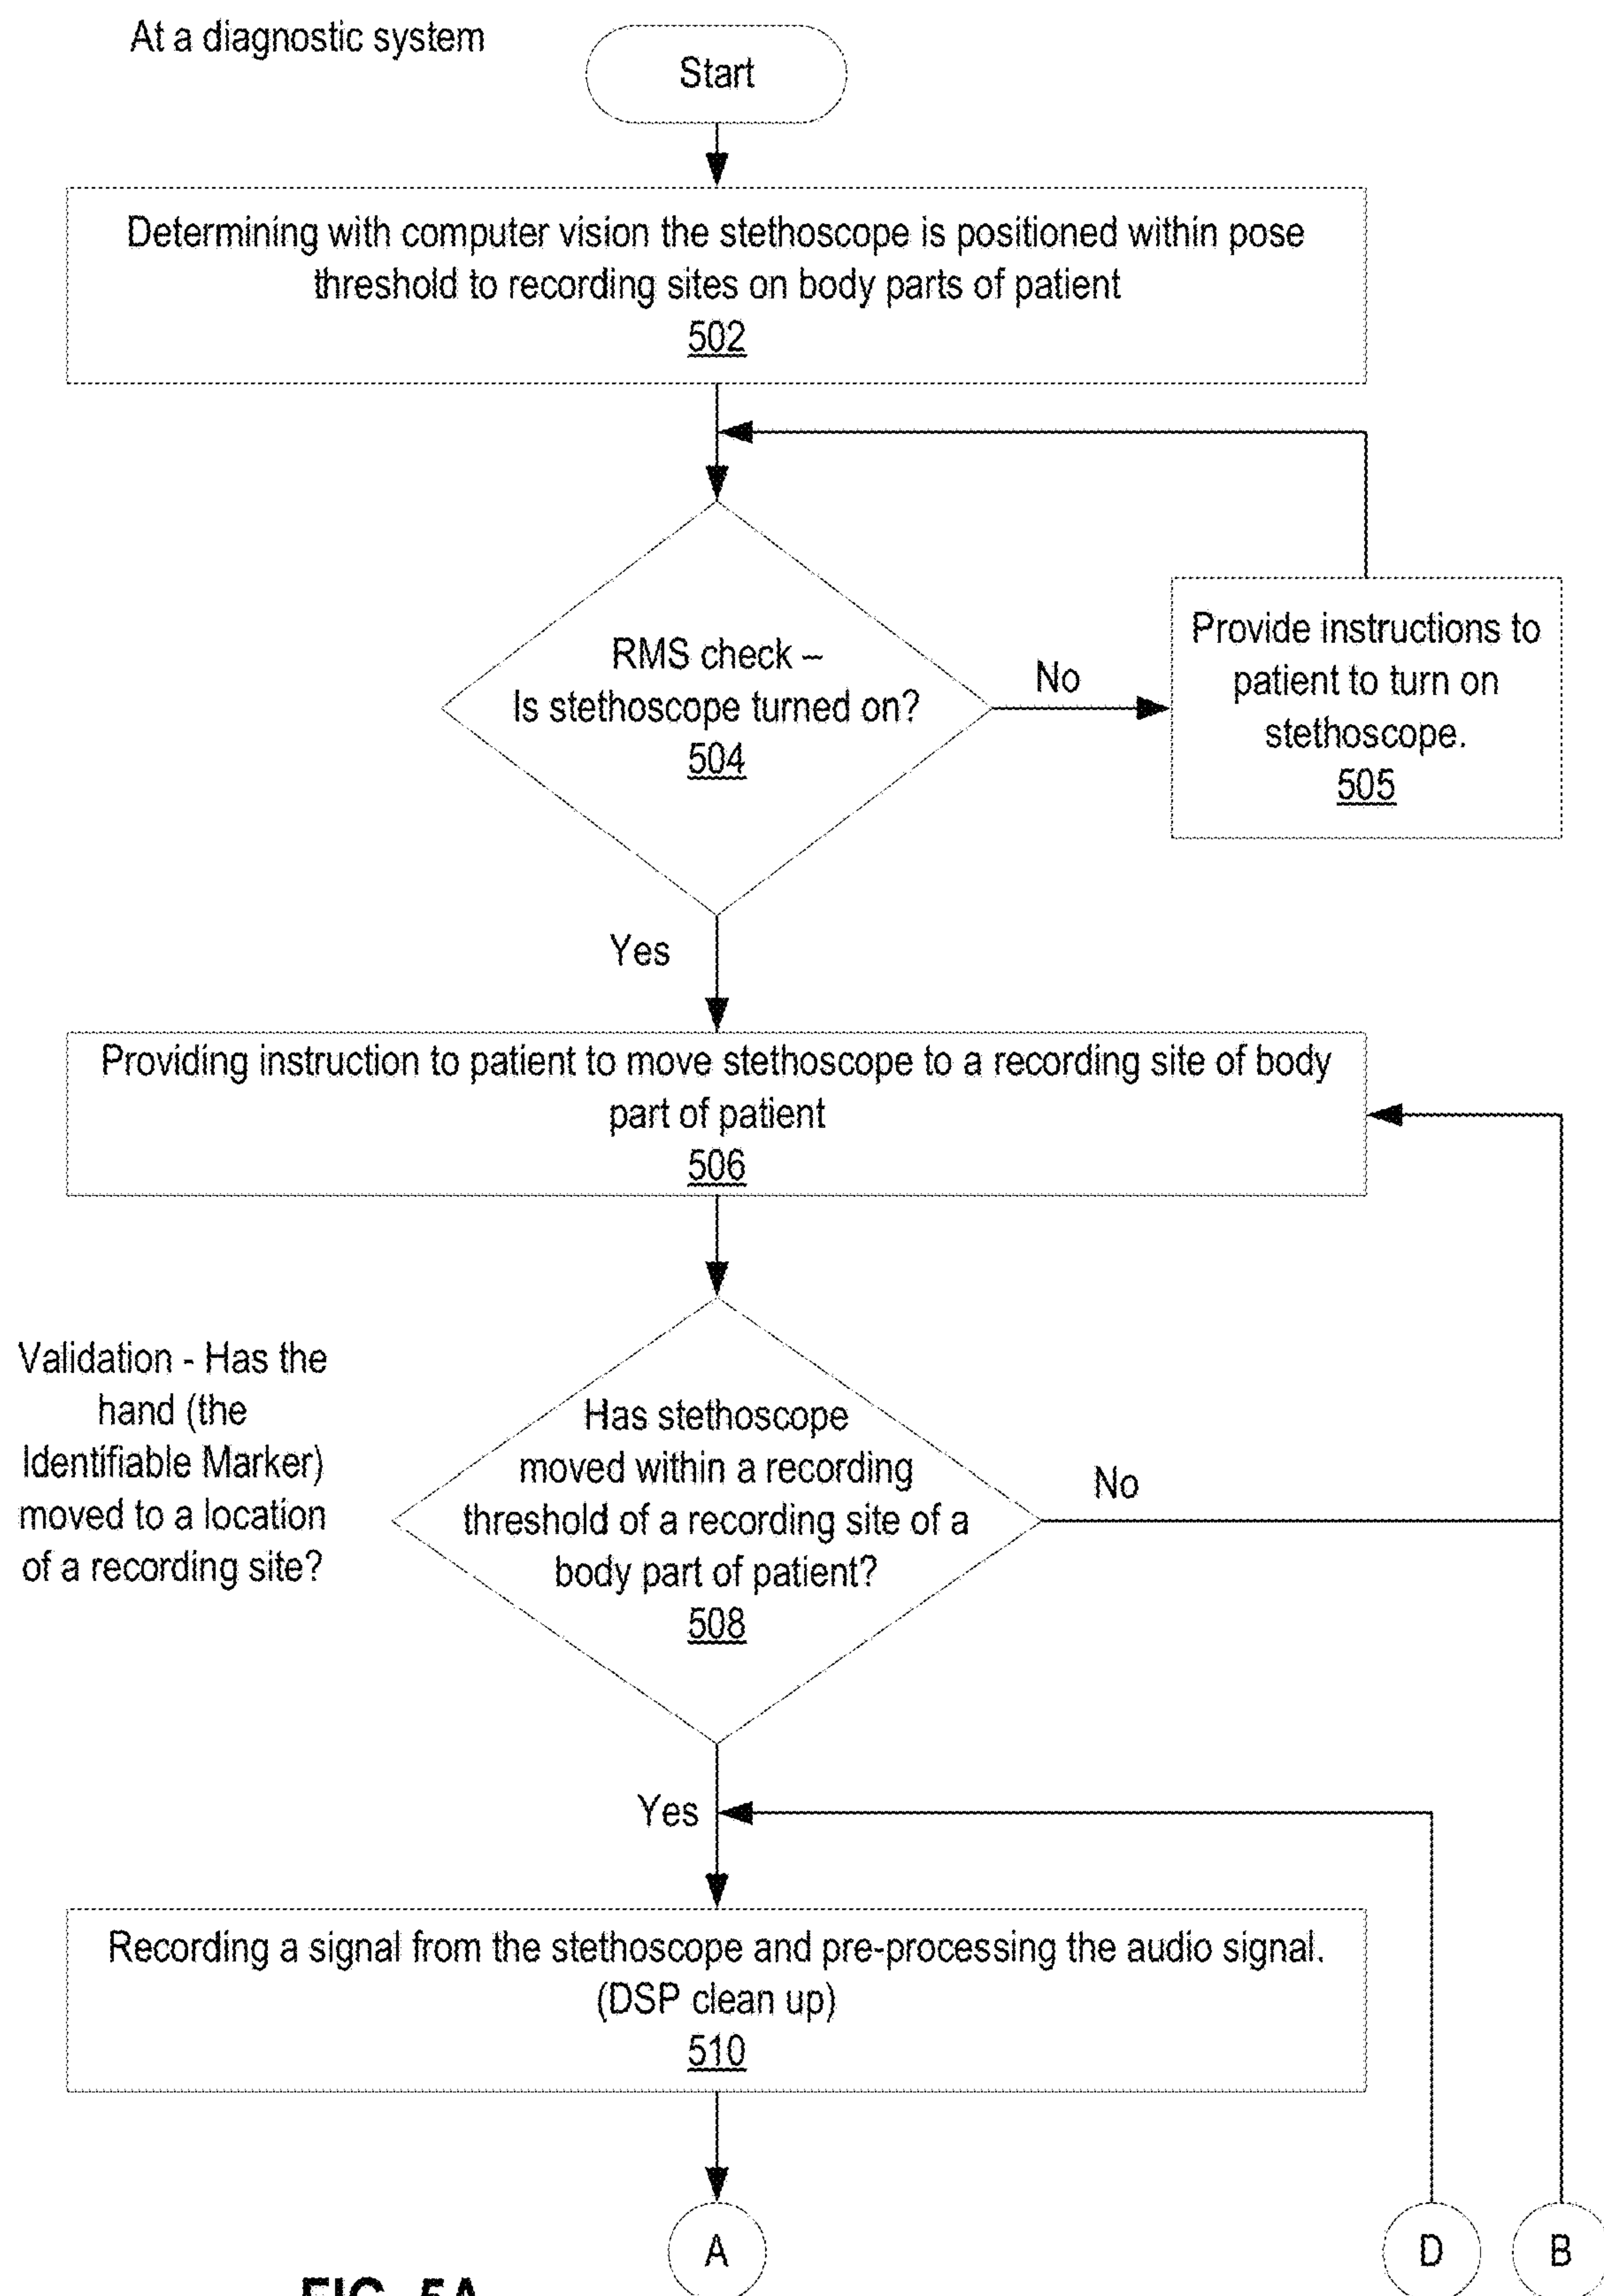 At a diagnostic system
Start
Determining with computer vision the stethoscope is positioned within pose
threshold to recording sites on body parts of patient
502
RMS check –
Is stethoscope turned on?
504
No
Provide instructions to
patient to turn on
stethoscope.
505
Yes
Providing instruction to patient to move stethoscope to a recording site of body
part of patient
506
Validation - Has the
hand (the
Identifiable Marker)
moved to a location
of a recording site?
Has stethoscope
moved within a recording
threshold of a recording site of a
body part of patient?
508
No
Yes
Recording a signal from the stethoscope and pre-processing the audio signal.
(DSP clean up)
510
A
D
B
FIG. 5A